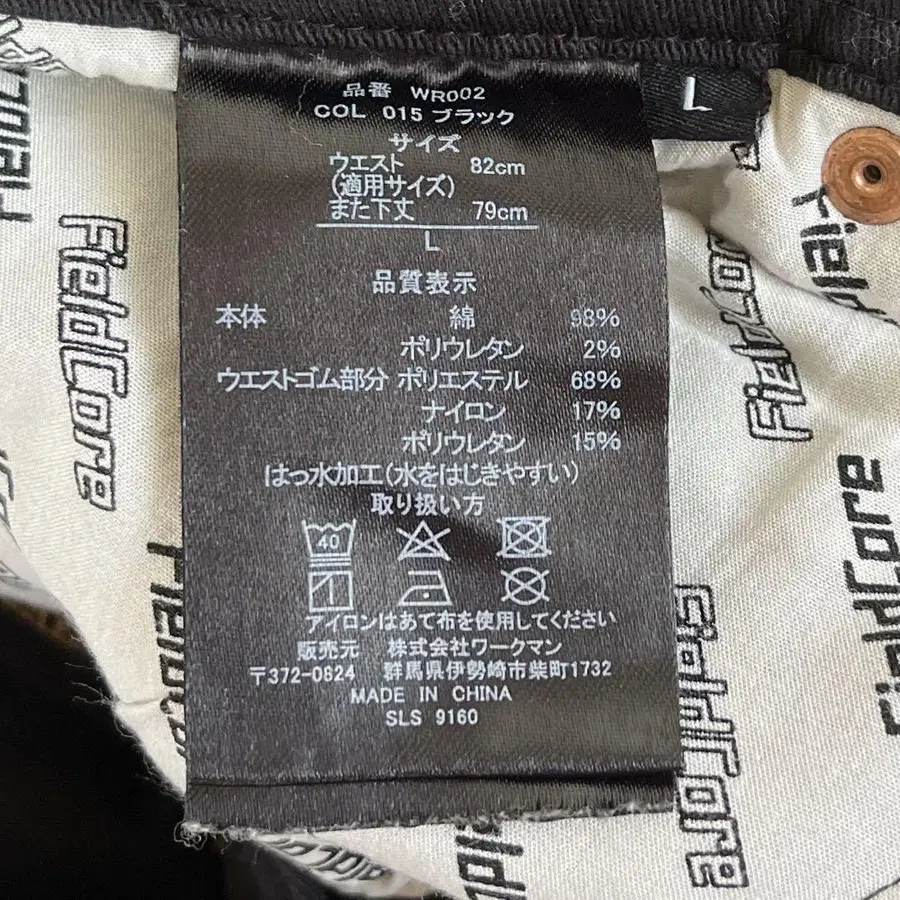 品番 WR002
COL 015 ブラック
サイズ
ウエスト 82cm
(適用サイズ)
また下丈 79cm
L
品質表示
本体 綿 98%
ポリウレタン 2%
ウエストゴム部分 ポリエステル 68%
ナイロン 17%
ポリウレタン 15%
はっ水加工(水をはじきやすい)
取り扱い方
40
アイロンはあて布を使用してください
販売元 株式会社ワークマン
〒372-0824 群馬県伊勢崎市柴町1732
MADE IN CHINA
SLS 9160
L
FieldCore
FieldCore
FieldCore
FieldCore
Field
Field